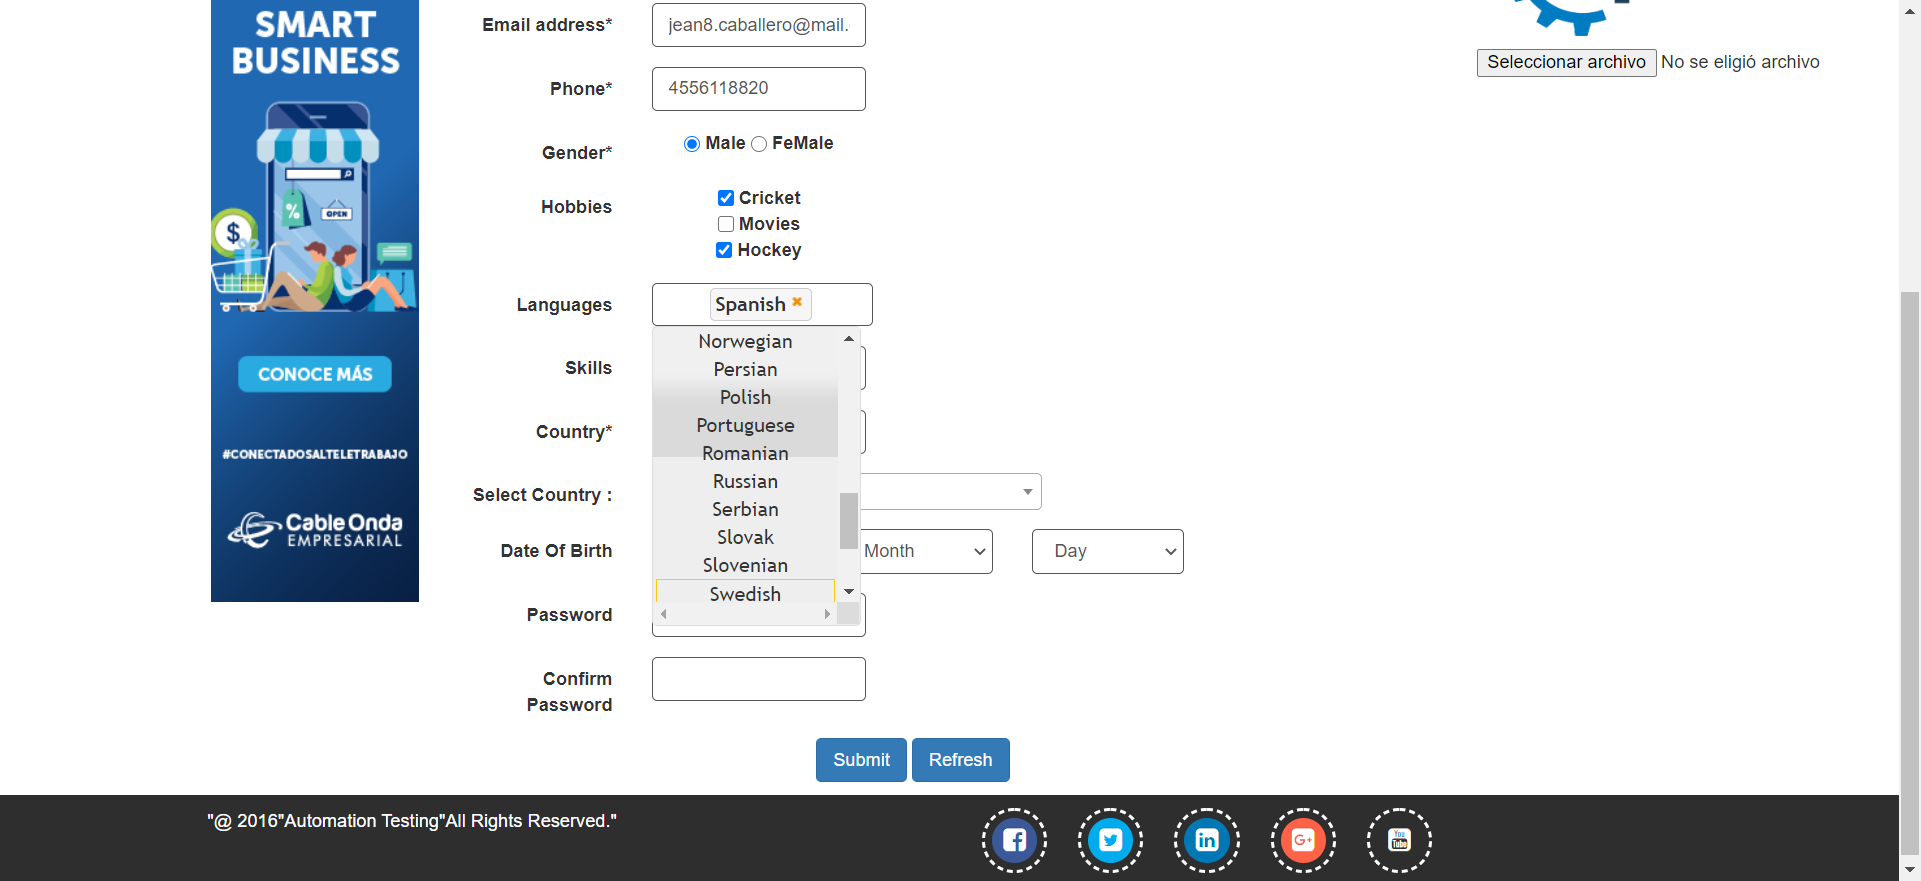 SMART
BUSINESS
%
OPEN
$
CONOCE MÁS
#CONECTADOSALTELETRABAJO
Cable Onda
EMPRESARIAL
Email address*
jean8.caballero@mail.
Phone*
4556118820
Gender*
Male FeMale
Hobbies
Cricket
Movies
Hockey
Languages
Spanish
Norwegian
Persian
Polish
Portuguese
Romanian
Russian
Serbian
Slovak
Slovenian
Swedish
Skills
Country*
Select Country :
Date Of Birth
Month
Day
Password
Confirm
Password
Submit Refresh
Seleccionar archivo No se eligió archivo
"@ 2016"Automation Testing"All Rights Reserved."
f
in
G+
You
Tube